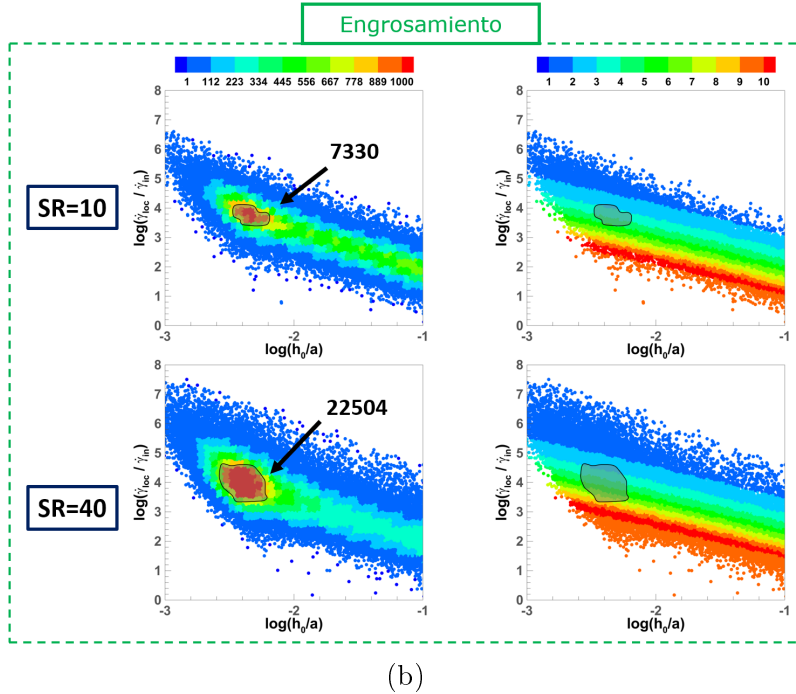 Engrosamiento
1 112 223 334 445 556 667 778 889 1000
1 2 3 4 5 6 7 8 9 10
SR=10
8
7
6
5
4
3
2
1
0
log(γ̇loc / γ̇in)
7330
-3 -2 -1
log(h0/a)
8
7
6
5
4
3
2
1
0
log(γ̇loc / γ̇in)
-3 -2 -1
log(h0/a)
SR=40
8
7
6
5
4
3
2
1
0
log(γ̇loc / γ̇in)
22504
-3 -2 -1
log(h0/a)
8
7
6
5
4
3
2
1
0
log(γ̇loc / γ̇in)
-3 -2 -1
log(h0/a)
(b)